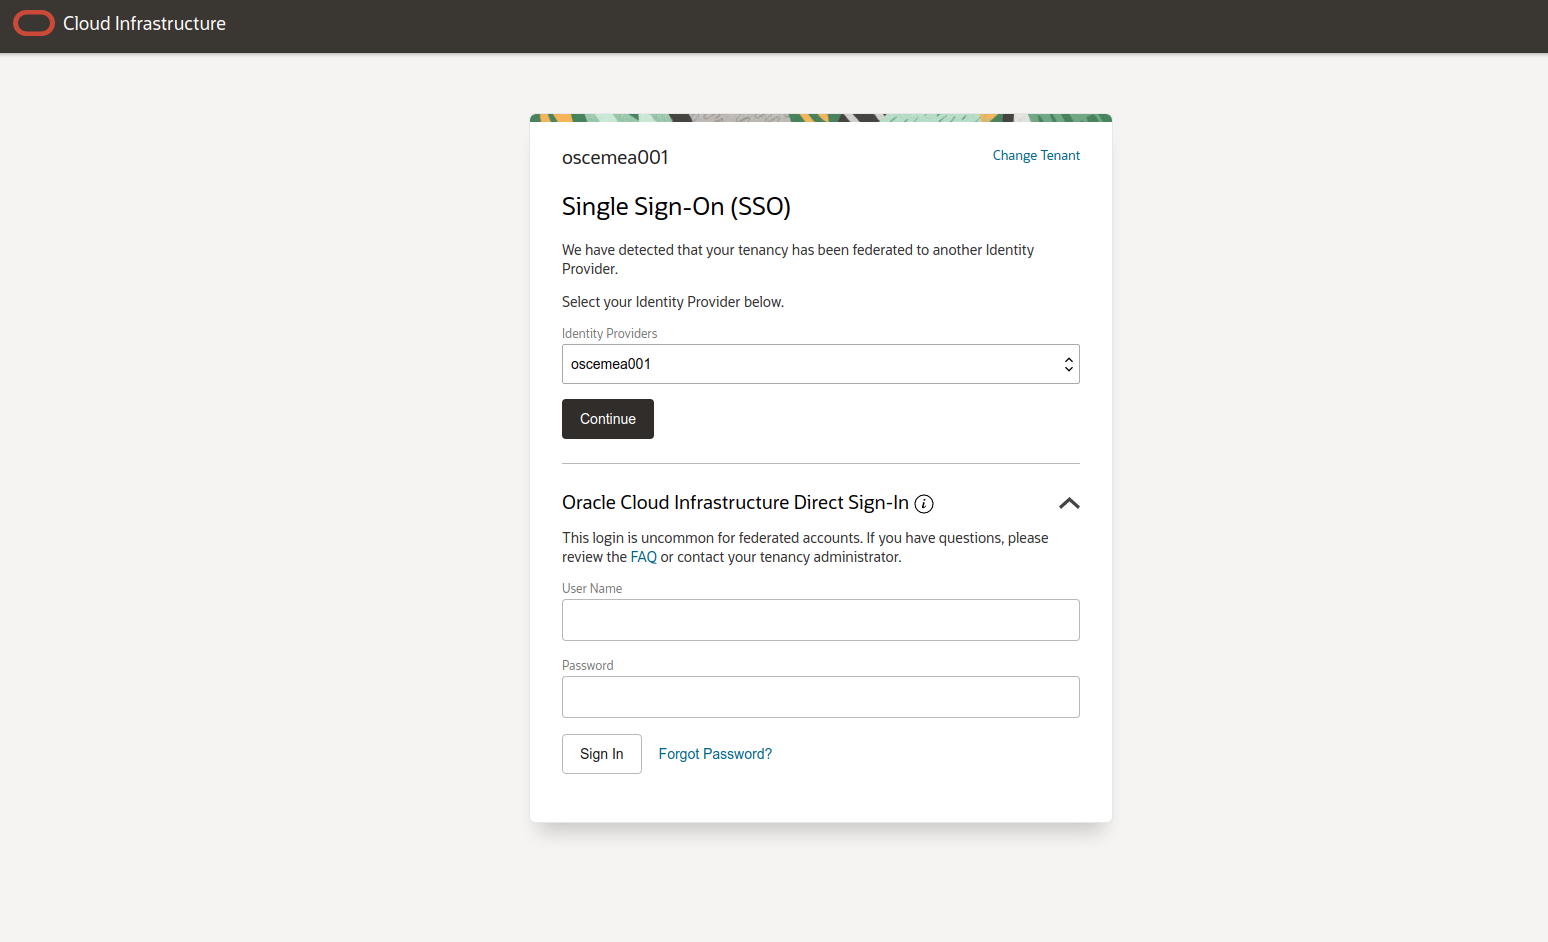 Cloud Infrastructure
oscemea001
Change Tenant
Single Sign-On (SSO)
We have detected that your tenancy has been federated to another Identity
Provider.
Select your Identity Provider below.
Identity Providers
oscemea001
Continue
Oracle Cloud Infrastructure Direct Sign-In i
This login is uncommon for federated accounts. If you have questions, please
review the FAQ or contact your tenancy administrator.
User Name
Password
Sign In
Forgot Password?